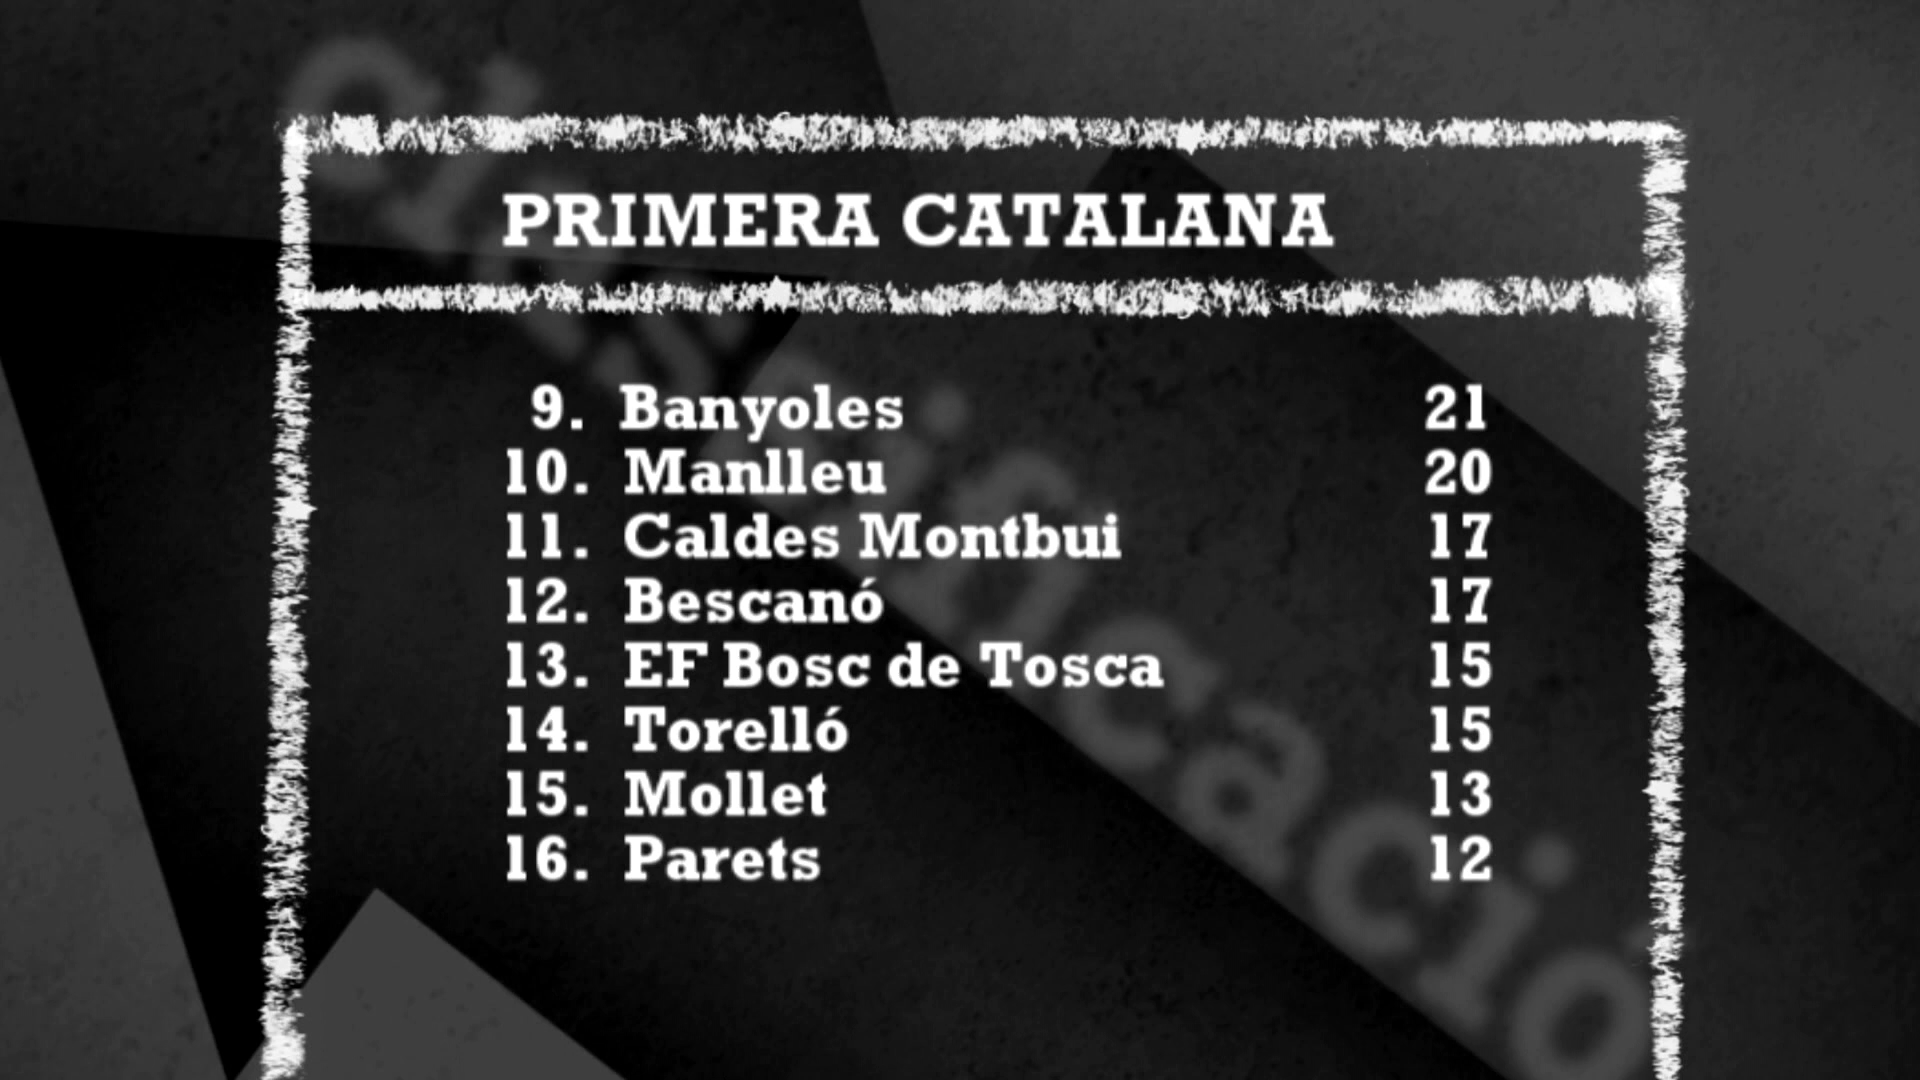 PRIMERA CATALANA
9. Banyoles 21
10. Manlleu 20
11. Caldes Montbui 17
12. Bescanó 17
13. EF Bosc de Tosca 15
14. Torelló 15
15. Mollet 13
16. Parets 12